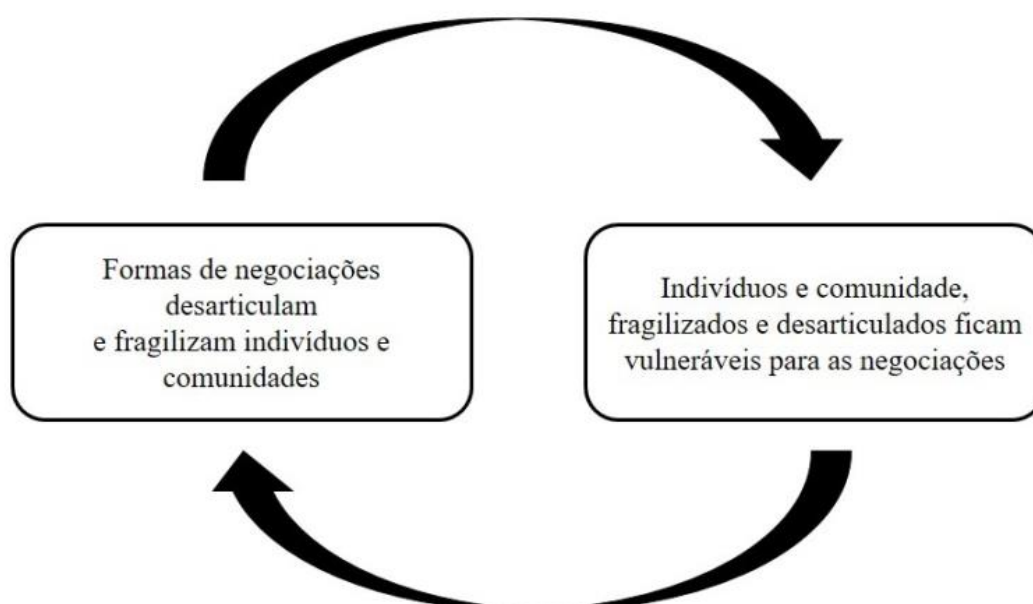 Formas de negociações
desarticulam
e fragilizam indivíduos e
comunidades
Indivíduos e comunidade,
fragilizados e desarticulados ficam
vulneráveis para as negociações